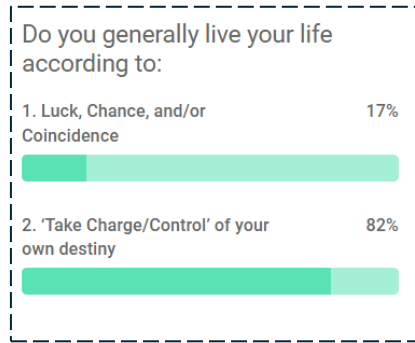 Do you generally live your life
according to:
1. Luck, Chance, and/or
Coincidence
17%
2. ‘Take Charge/Control’ of your
own destiny
82%